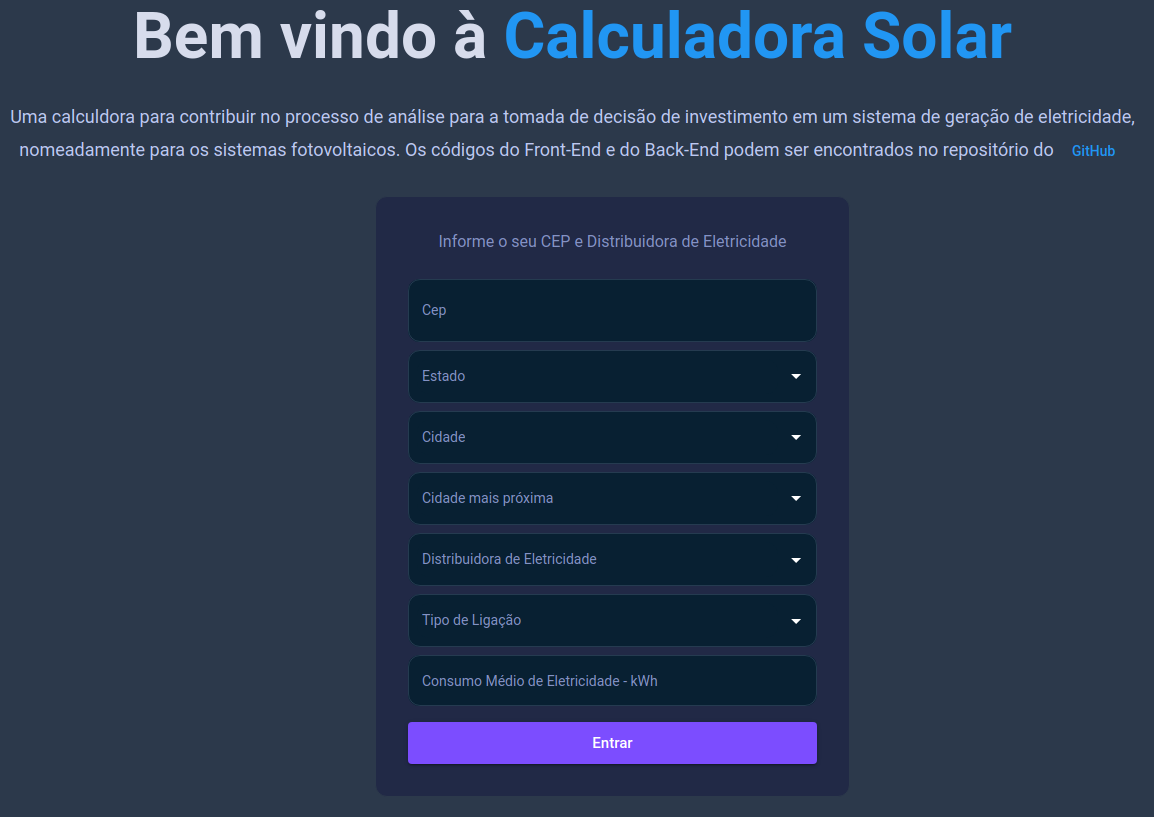 Bem vindo à Calculadora Solar
Uma calculdora para contribuir no processo de análise para a tomada de decisão de investimento em um sistema de geração de eletricidade,
nomeadamente para os sistemas fotovoltaicos. Os códigos do Front-End e do Back-End podem ser encontrados no repositório do GitHub
Informe o seu CEP e Distribuidora de Eletricidade
Cep
Estado
Cidade
Cidade mais próxima
Distribuidora de Eletricidade
Tipo de Ligação
Consumo Médio de Eletricidade - kWh
Entrar